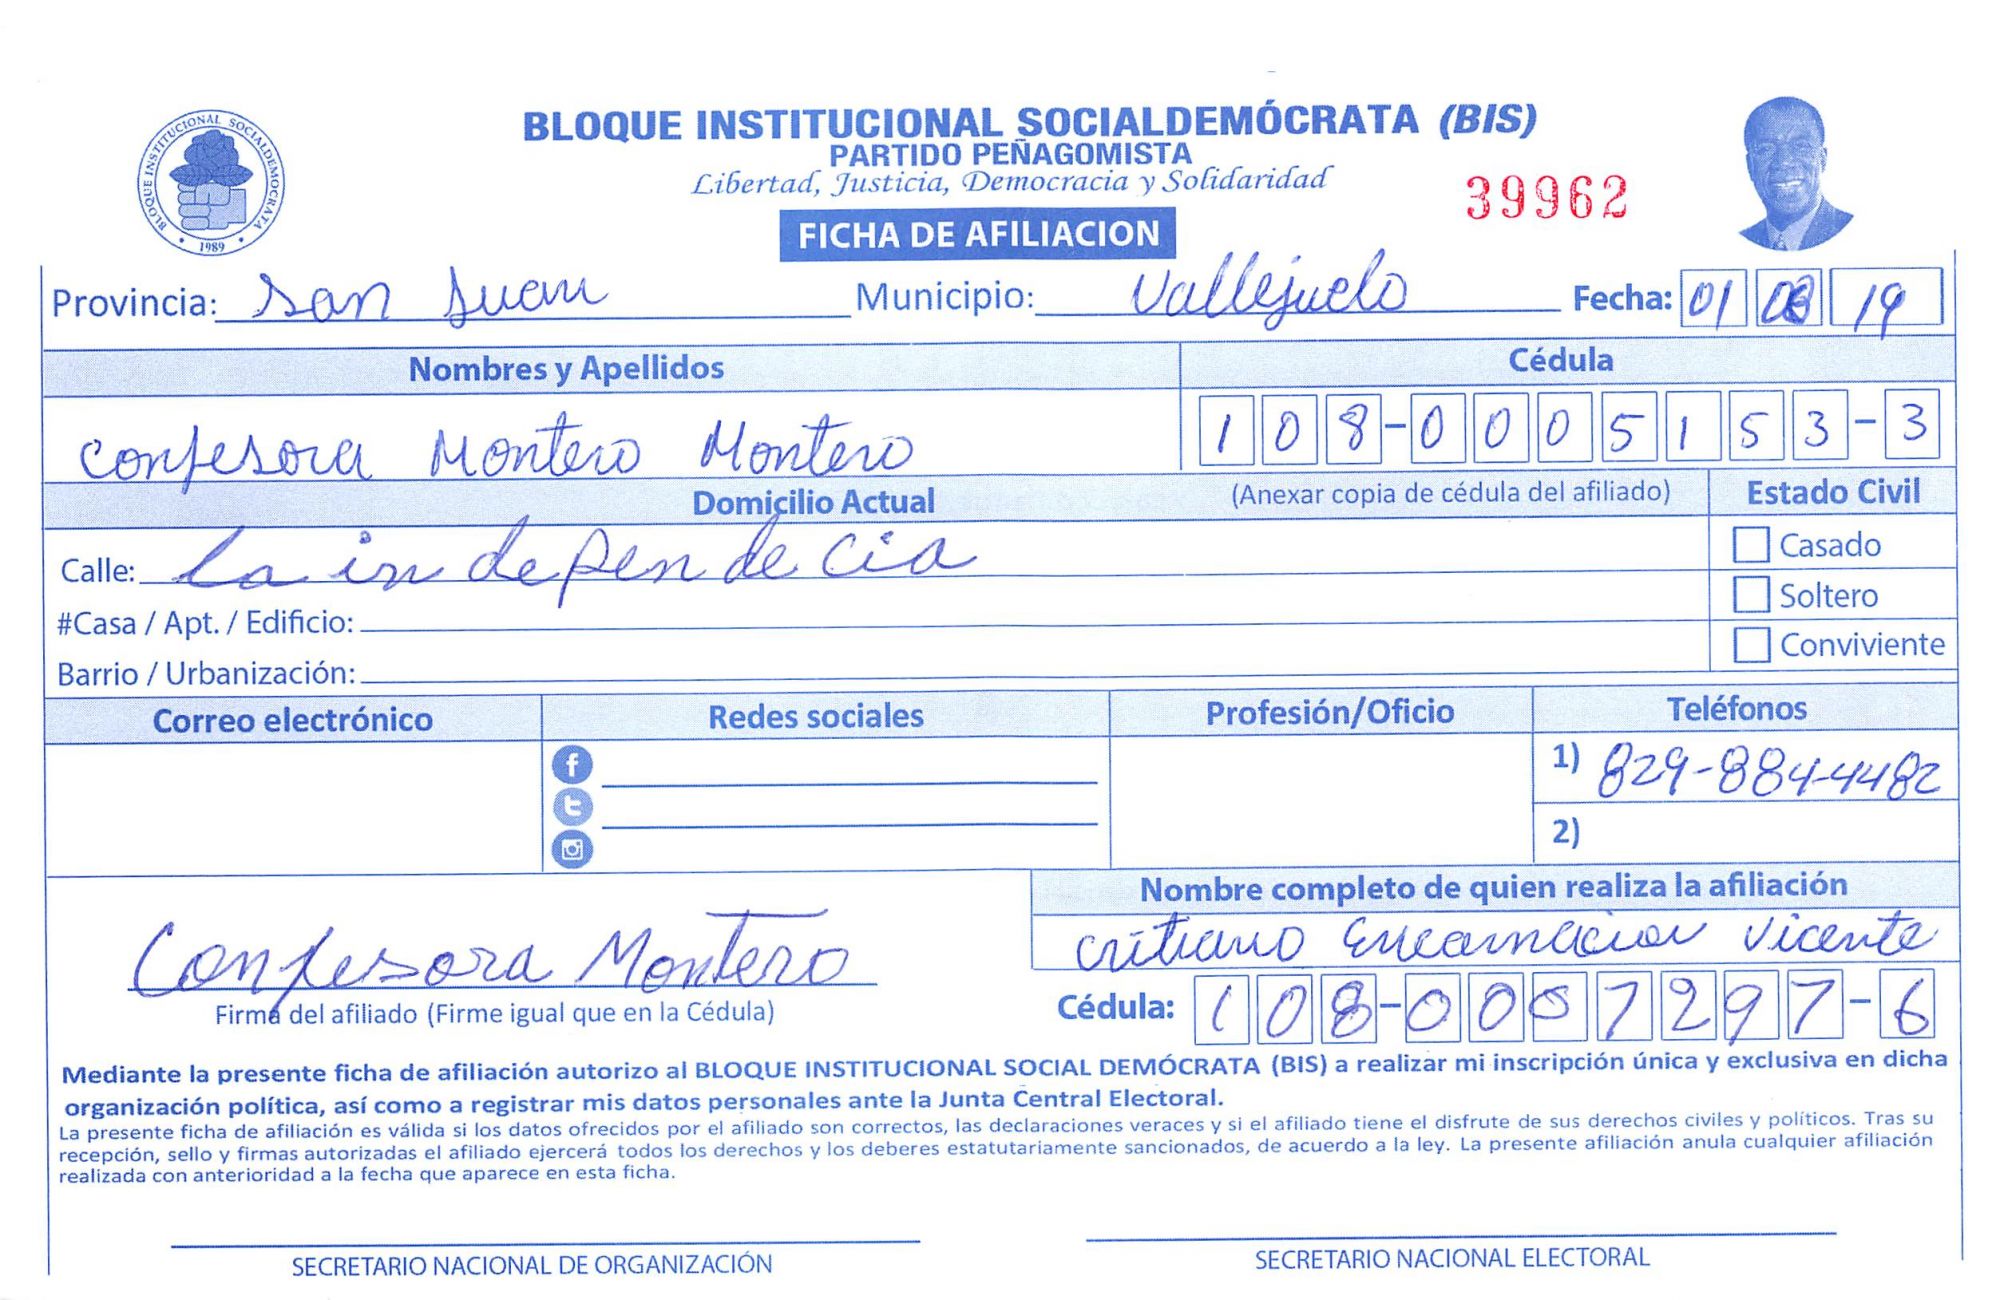 BLOQUE INSTITUCIONAL SOCIALDEMOCRATA
1989
BLOQUE INSTITUCIONAL SOCIALDEMÓCRATA (BIS)
PARTIDO PEÑAGOMISTA
Libertad, Justicia, Democracia y Solidaridad
39962
FICHA DE AFILIACION
Provincia: San Juan Municipio: Vallejuelo Fecha: 01 08 19
Nombres y Apellidos Cédula
Confesora Montero Montero 108-0005153-3
Domicilio Actual (Anexar copia de cédula del afiliado) Estado Civil
Calle: La independecia Casado
#Casa / Apt. / Edificio: Soltero
Barrio / Urbanización: Conviviente
Correo electrónico Redes sociales Profesión/Oficio Teléfonos
1) 829-884-4482
2)
Nombre completo de quien realiza la afiliación
Critiano Encarnacion Vicente
Confesora Montero
Firma del afiliado (Firme igual que en la Cédula) Cédula: 108-0007297-6
Mediante la presente ficha de afiliación autorizo al BLOQUE INSTITUCIONAL SOCIAL DEMÓCRATA (BIS) a realizar mi inscripción única y exclusiva en dicha
organización política, así como a registrar mis datos personales ante la Junta Central Electoral.
La presente ficha de afiliación es válida si los datos ofrecidos por el afiliado son correctos, las declaraciones veraces y si el afiliado tiene el disfrute de sus derechos civiles y políticos. Tras su
recepción, sello y firmas autorizadas el afiliado ejercerá todos los derechos y los deberes estatutariamente sancionados, de acuerdo a la ley. La presente afiliación anula cualquier afiliación
realizada con anterioridad a la fecha que aparece en esta ficha.
SECRETARIO NACIONAL DE ORGANIZACIÓN SECRETARIO NACIONAL ELECTORAL